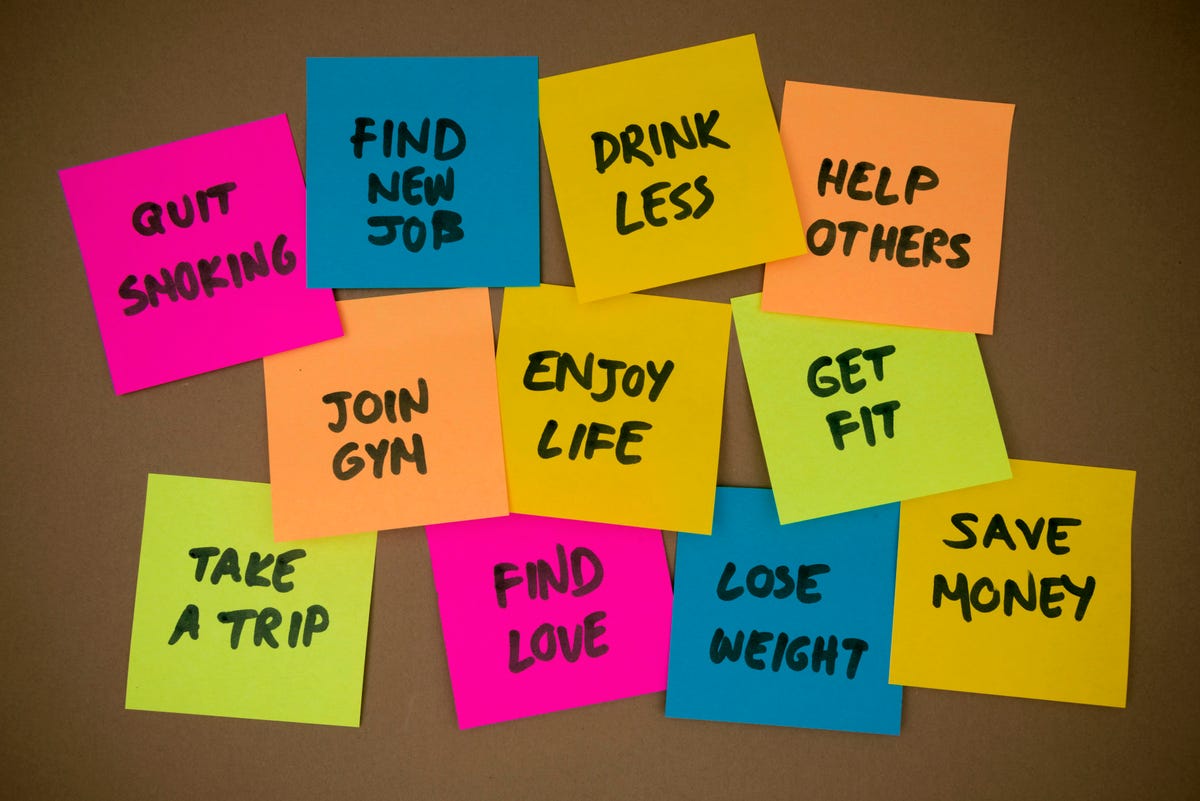 QUIT
SMOKING
FIND
NEW
JOB
DRINK
LESS
HELP
OTHERS
JOIN
GYM
ENJOY
LIFE
GET
FIT
TAKE
A TRIP
FIND
LOVE
LOSE
WEIGHT
SAVE
MONEY